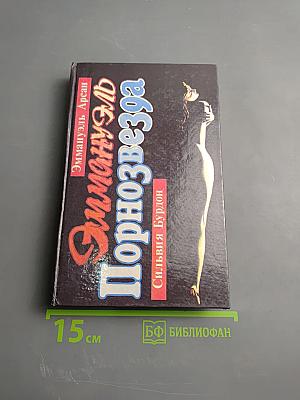 Эммануэль Арсан
Эммануэль
Порнозвезда
Сильвия Бурдон
15 см
БФ БИБЛИОФАН